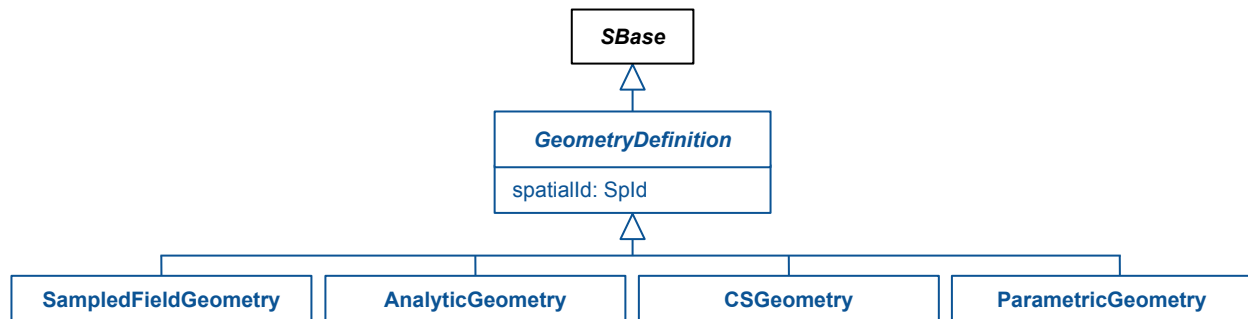 SBase
GeometryDefinition
spatialId: SpId
SampledFieldGeometry
AnalyticGeometry
CSGeometry
ParametricGeometry